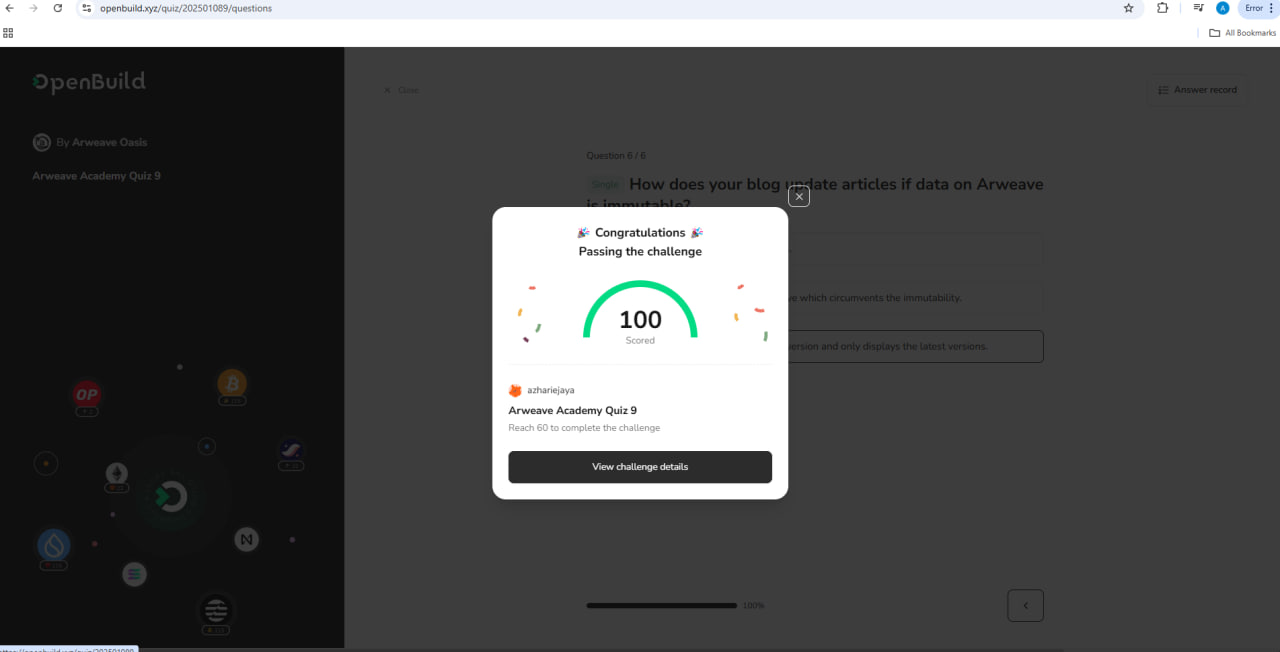 openbuild.xyz/quiz/202501089/questions
A
Error
All Bookmarks
OpenBuild
By Arweave Oasis
Arweave Academy Quiz 9
OP
Close
Answer record
Question 6 / 6
Single How does your blog update articles if data on Arweave
is immutable?
which circumvents the immutability.
and only displays the latest versions.
100%
🎉 Congratulations 🎉
Passing the challenge
100
Scored
azhariejaya
Arweave Academy Quiz 9
Reach 60 to complete the challenge
View challenge details